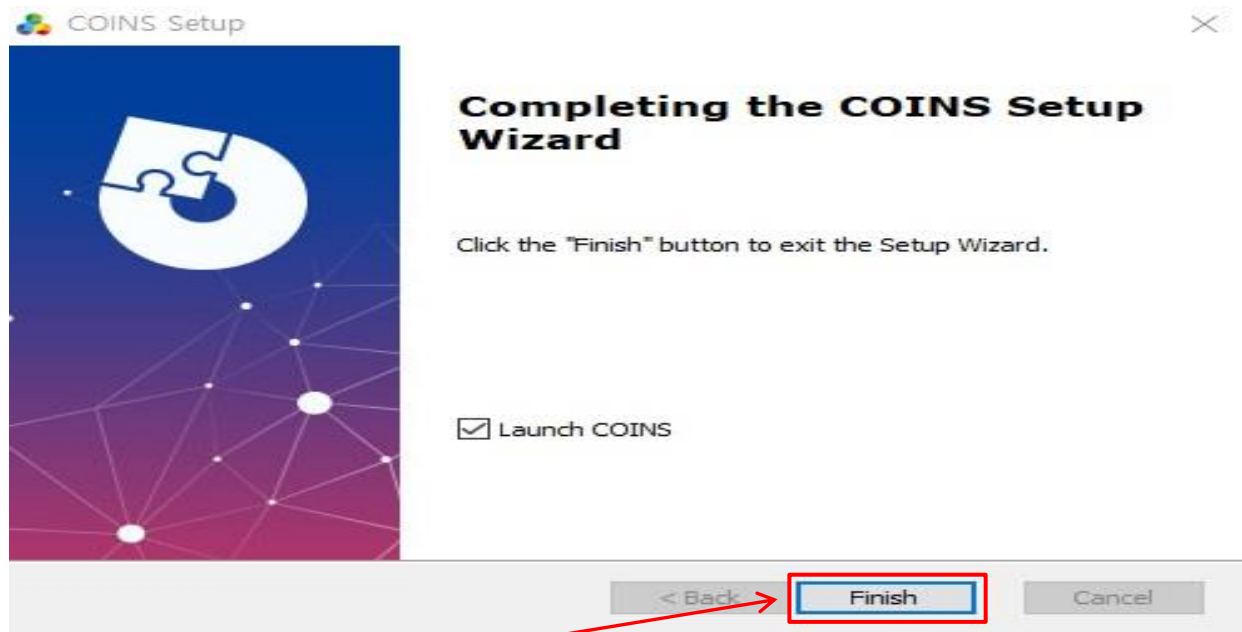 COINS Setup
Completing the COINS Setup
Wizard
Click the "Finish" button to exit the Setup Wizard.
Launch COINS
< Back
Finish
Cancel